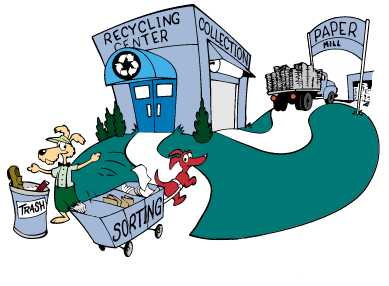 RECYCLING
CENTER
COLLECTION
PAPER
MILL
TRASH
SORTING